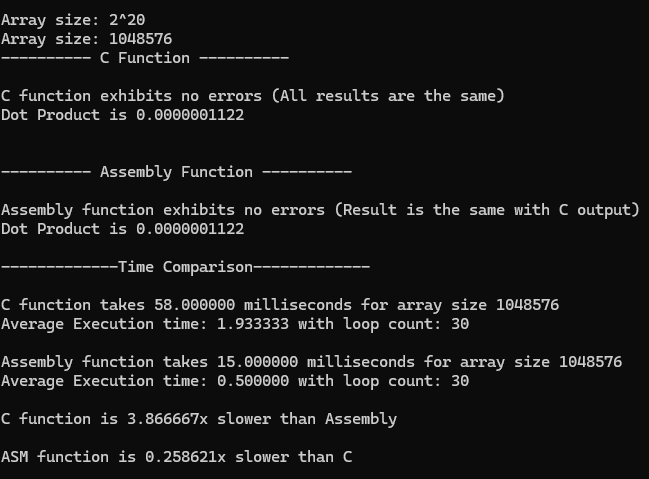 Array size: 2^20
Array size: 1048576
---------- C Function ----------
C function exhibits no errors (All results are the same)
Dot Product is 0.0000001122
---------- Assembly Function ----------
Assembly function exhibits no errors (Result is the same with C output)
Dot Product is 0.0000001122
-------------Time Comparison-------------
C function takes 58.000000 milliseconds for array size 1048576
Average Execution time: 1.933333 with loop count: 30
Assembly function takes 15.000000 milliseconds for array size 1048576
Average Execution time: 0.500000 with loop count: 30
C function is 3.866667x slower than Assembly
ASM function is 0.258621x slower than C